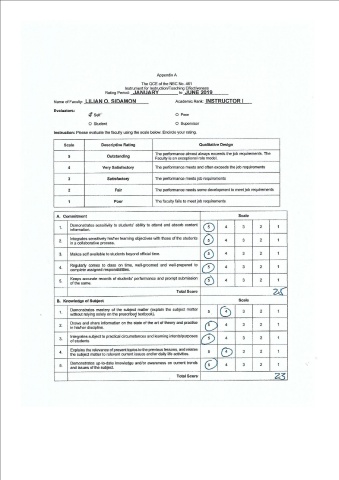 Appendix A
The QCE of the NBC No. 461
Instrument for Instruction/Teaching Effectiveness
Rating Period: JANUARY to JUNE 2019
Name of Faculty: LILIAN O. SIDAMON Academic Rank: INSTRUCTOR I
Evaluators:
Self Peer
Student Supervisor
Instruction: Please evaluate the faculty using the scale below. Encircle your rating.
Scale Descriptive Rating Qualitative Design
5 Outstanding The performance almost always exceeds the job requirements. The Faculty is an exceptional role model.
4 Very Satisfactory The performance meets and often exceeds the job requirements
3 Satisfactory The performance meets job requirements
2 Fair The performance needs some development to meet job requirements
1 Poor The faculty fails to meet job requirements
A. Commitment Scale
1. Demonstrates sensitivity to students' ability to attend and absorb content information. 5 4 3 2 1
2. Integrates sensitively his/her learning objectives with those of the students in a collaborative process. 5 4 3 2 1
3. Makes self available to students beyond official time. 5 4 3 2 1
4. Regularly comes to class on time, well-groomed and well-prepared to complete assigned responsibilities. 5 4 3 2 1
5. Keeps accurate records of students' performance and prompt submission of the same. 5 4 3 2 1
Total Score 25
B. Knowledge of Subject Scale
1. Demonstrates mastery of the subject matter (explain the subject matter without relying solely on the prescribed textbook). 5 4 3 2 1
2. Draws and share information on the state of the art of theory and practice in his/her discipline. 5 4 3 2 1
3. Integrates subject to practical circumstances and learning intents/purposes of students 5 4 3 2 1
4. Explains the relevance of present topics to the previous lessons, and relates the subject matter to relevant current issues and/or daily life activities. 5 4 3 2 1
5. Demonstrates up-to-date knowledge and/or awareness on current trends and issues of the subject. 5 4 3 2 1
Total Score 23